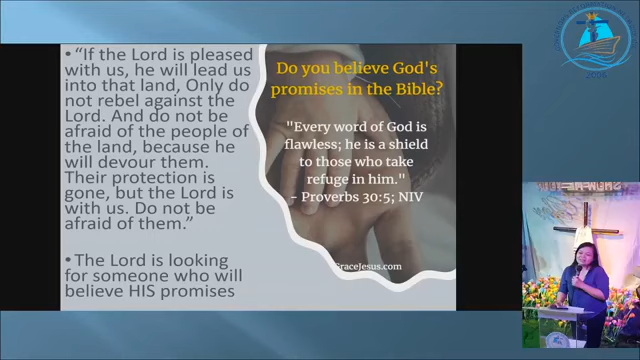 • “If the Lord is pleased
with us, he will lead us
into that land, Only do
not rebel against the
Lord. And do not be
afraid of the people of
the land, because he
will devour them.
Their protection is
gone, but the Lord is
with us. Do not be
afraid of them.”
• The Lord is looking
for someone who will
believe HIS promises
Do you believe God's
promises in the Bible?
"Every word of God is
flawless; he is a shield
to those who take
refuge in him."
- Proverbs 30:5; NIV
GraceJesus.com